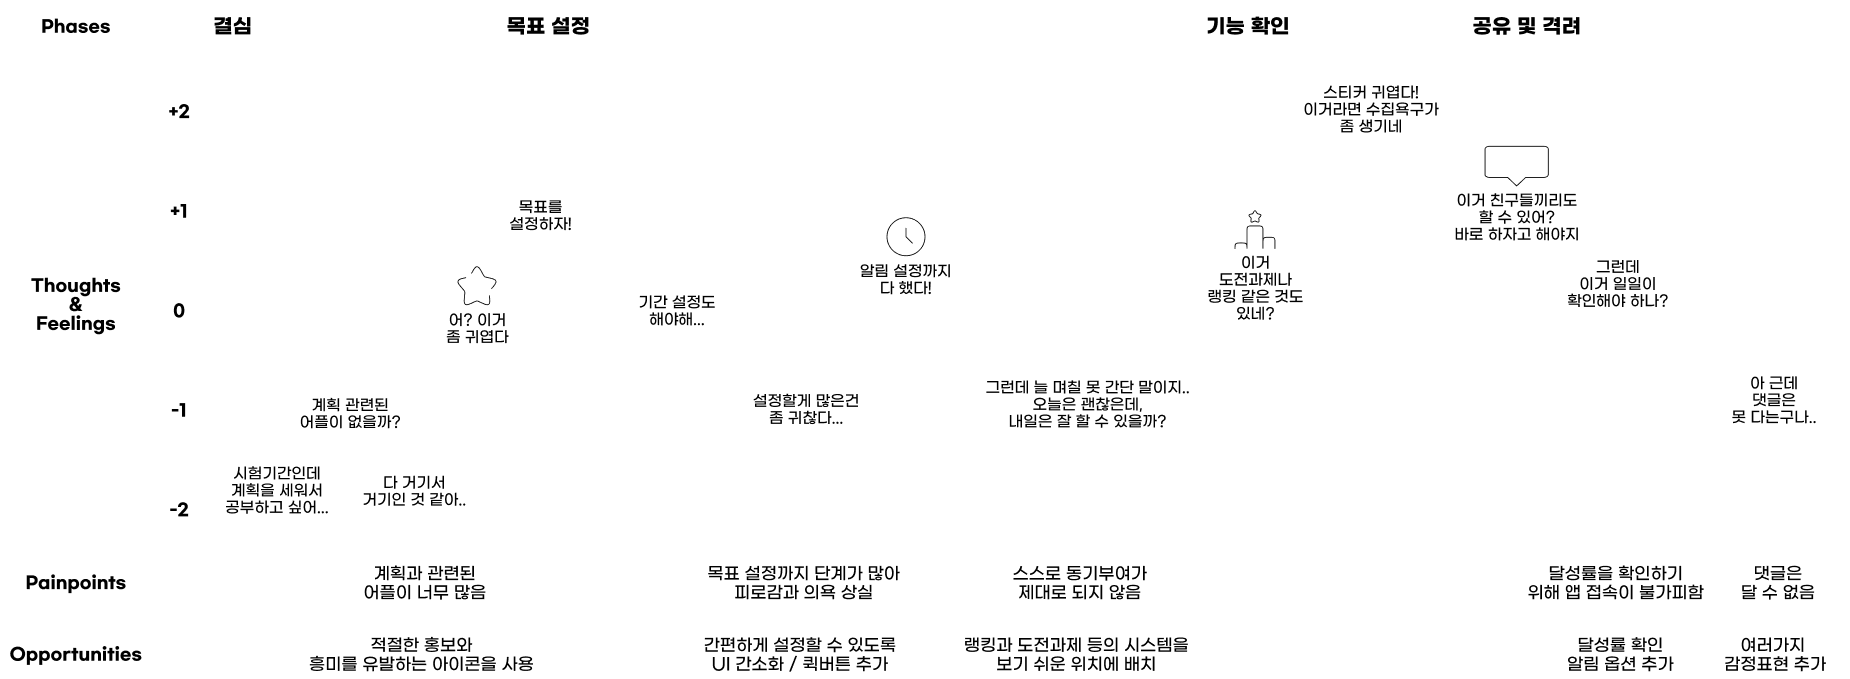 Phases
결심
목표 설정
기능 확인
공유 및 격려
Thoughts
&
Feelings
+2
+1
0
-1
-2
시험기간인데
계획을 세워서
공부하고 싶어...
계획 관련된
어플이 없을까?
다 거기서
거기인 것 같아..
어? 이거
좀 귀엽다
목표를
설정하자!
기간 설정도
해야해...
설정할게 많은건
좀 귀찮다...
알림 설정까지
다 했다!
그런데 늘 며칠 못 간단 말이지..
오늘은 괜찮은데,
내일은 잘 할 수 있을까?
이거
도전과제나
랭킹 같은 것도
있네?
스티커 귀엽다!
이거라면 수집욕구가
좀 생기네
이거 친구들끼리도
할 수 있어?
바로 하자고 해야지
그런데
이거 일일이
확인해야 하나?
아 근데
댓글은
못 다는구나..
Painpoints
계획과 관련된
어플이 너무 많음
목표 설정까지 단계가 많아
피로감과 의욕 상실
스스로 동기부여가
제대로 되지 않음
달성률을 확인하기
위해 앱 접속이 불가피함
댓글은
달 수 없음
Opportunities
적절한 홍보와
흥미를 유발하는 아이콘을 사용
간편하게 설정할 수 있도록
UI 간소화 / 퀵버튼 추가
랭킹과 도전과제 등의 시스템을
보기 쉬운 위치에 배치
달성률 확인
알림 옵션 추가
여러가지
감정표현 추가